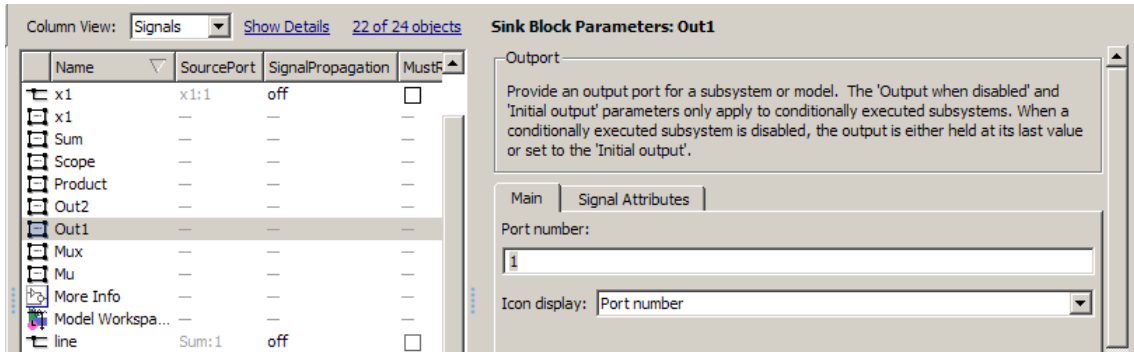 Column View: Signals Show Details 22 of 24 objects
Name SourcePort SignalPropagation
x1 x1:1 off
x1 — — —
Sum — — —
Scope — — —
Product — — —
Out2 — — —
Out1 — — —
Mux — — —
Mu — — —
More Info — — —
Model Workspa... — — —
line Sum:1 off
Sink Block Parameters: Out1
Outport
Provide an output port for a subsystem or model. The 'Output when disabled' and
'Initial output' parameters only apply to conditionally executed subsystems. When a
conditionally executed subsystem is disabled, the output is either held at its last value
or set to the 'Initial output'.
Main Signal Attributes
Port number:
1
Icon display: Port number